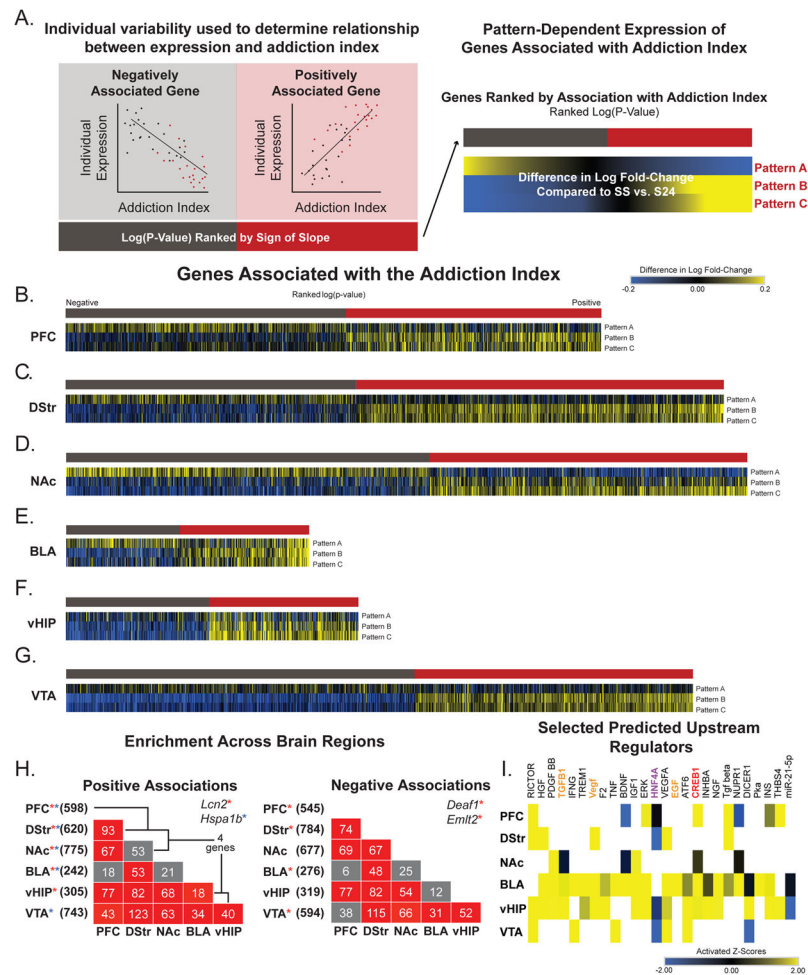 A.
Individual variability used to determine relationship
between expression and addiction index
Negatively
Associated Gene
Positively
Associated Gene
Individual
Expression
Individual
Expression
Addiction Index
Addiction Index
Log(P-Value) Ranked by Sign of Slope
Pattern-Dependent Expression of
Genes Associated with Addiction Index
Genes Ranked by Association with Addiction Index
Ranked Log(P-Value)
Difference in Log Fold-Change
Compared to SS vs. S24
Pattern A
Pattern B
Pattern C
Genes Associated with the Addiction Index
Difference in Log Fold-Change
-0.2 0.00 0.2
B.
Negative
Ranked log(p-value)
Positive
PFC
Pattern A
Pattern B
Pattern C
C.
DStr
Pattern A
Pattern B
Pattern C
D.
NAc
Pattern A
Pattern B
Pattern C
E.
BLA
Pattern A
Pattern B
Pattern C
F.
vHIP
Pattern A
Pattern B
Pattern C
G.
VTA
Pattern A
Pattern B
Pattern C
Enrichment Across Brain Regions
H.
Positive Associations
PFC** (598)
DStr** (620) 93
NAc** (775) 67 53
BLA** (242) 18 53 21
vHIP* (305) 77 82 68 18
VTA* (743) 43 123 63 34 40
PFC DStr NAc BLA vHIP
Lcn2*
Hspa1b*
4
genes
Negative Associations
PFC* (545)
DStr* (784) 74
NAc (677) 69 67
BLA* (276) 6 48 25
vHIP (319) 77 82 54 12
VTA* (594) 38 115 66 31 52
PFC DStr NAc BLA vHIP
Deaf1*
Emlt2*
Selected Predicted Upstream
Regulators
I.
RICTOR
HGF
PDGF BB
TGFB1
IFNG
TREM1
Vegf
F2
TNF
BDNF
IGF1
ERK
HNF4A
VEGFA
EGF
ATF6
CREB1
INHBA
NGF
Tgf beta
NUPR1
DICER1
Pka
INS
THBS4
miR-21-5p
PFC
DStr
NAc
BLA
vHIP
VTA
Activated Z-Scores
-2.00 0.00 2.00